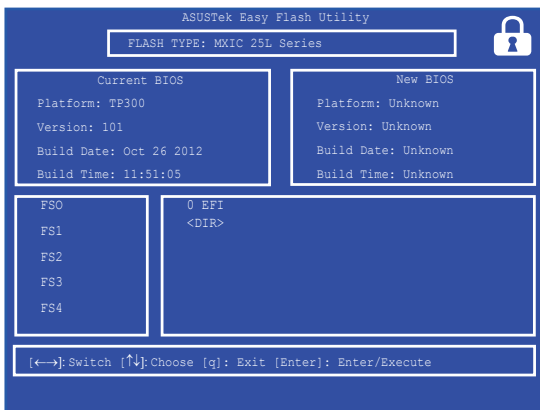 ASUSTek Easy Flash Utility
FLASH TYPE: MXIC 25L Series
Current BIOS
Platform: TP300
Version: 101
Build Date: Oct 26 2012
Build Time: 11:51:05
New BIOS
Platform: Unknown
Version: Unknown
Build Date: Unknown
Build Time: Unknown
FSO
FS1
FS2
FS3
FS4
0 EFI
<DIR>
[←→]: Switch [↑↓]: Choose [q]: Exit [Enter]: Enter/Execute